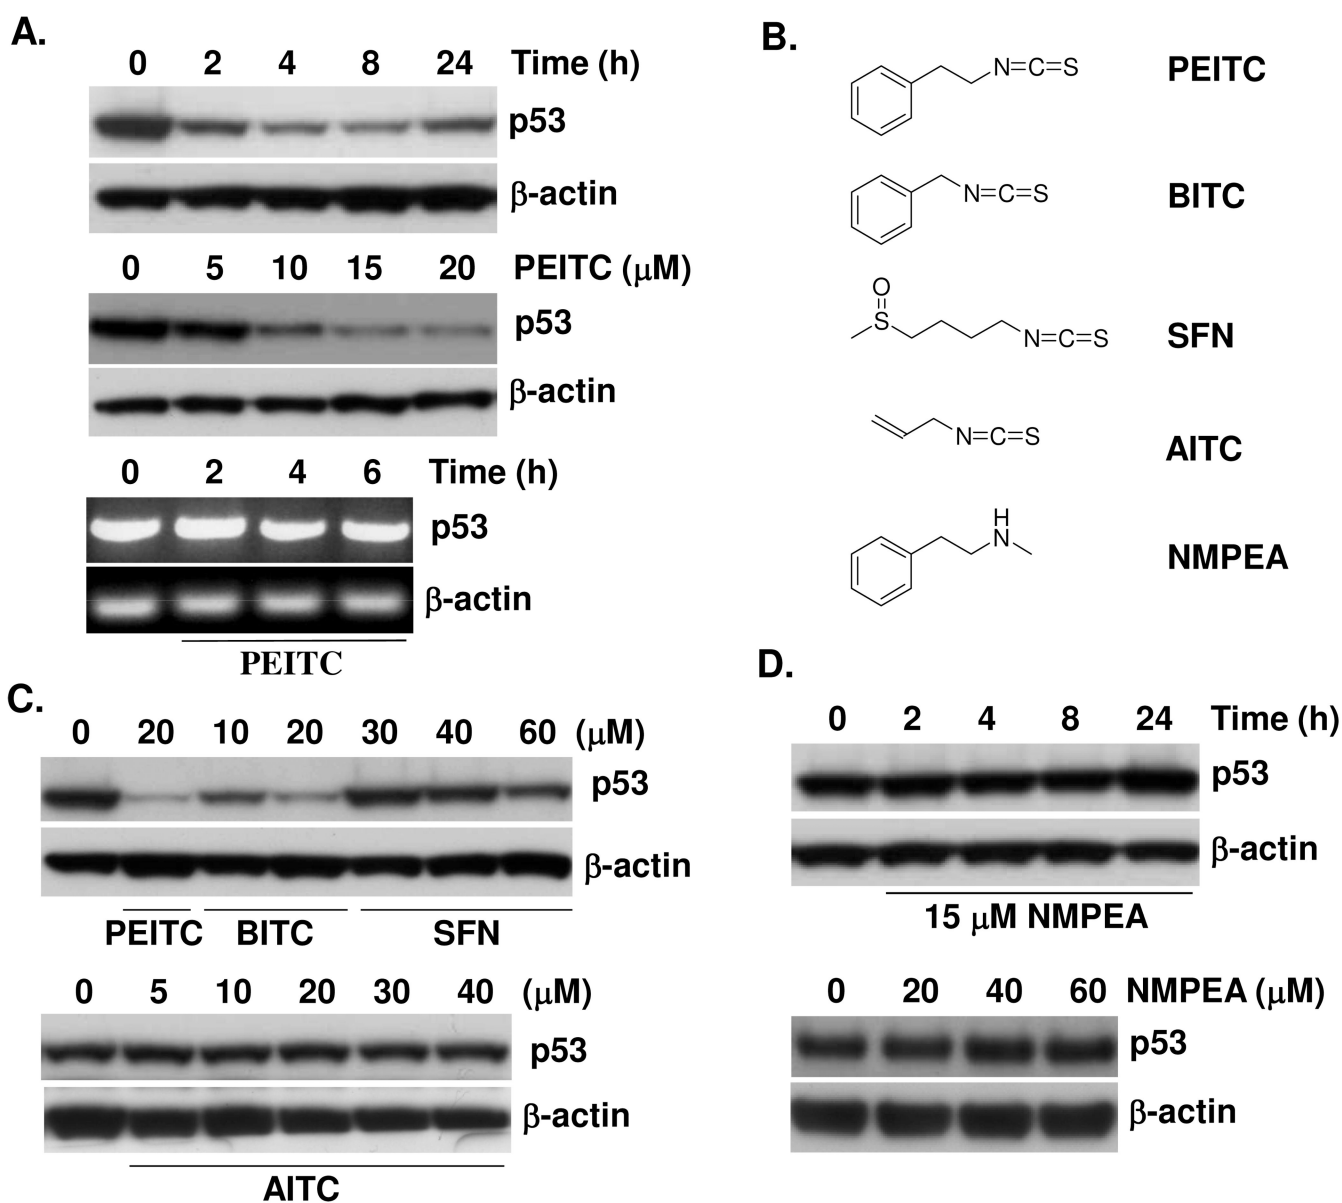 A.
0 2 4 8 24 Time (h)
p53
β-actin
0 5 10 15 20 PEITC (μM)
p53
β-actin
0 2 4 6 Time (h)
p53
β-actin
PEITC
B.
N=C=S PEITC
N=C=S BITC
O
S N=C=S SFN
N=C=S AITC
H
N NMPEA
C.
0 20 10 20 30 40 60 (μM)
p53
β-actin
PEITC BITC SFN
0 5 10 20 30 40 (μM)
p53
β-actin
AITC
D.
0 2 4 8 24 Time (h)
p53
β-actin
15 μM NMPEA
0 20 40 60 NMPEA (μM)
p53
β-actin